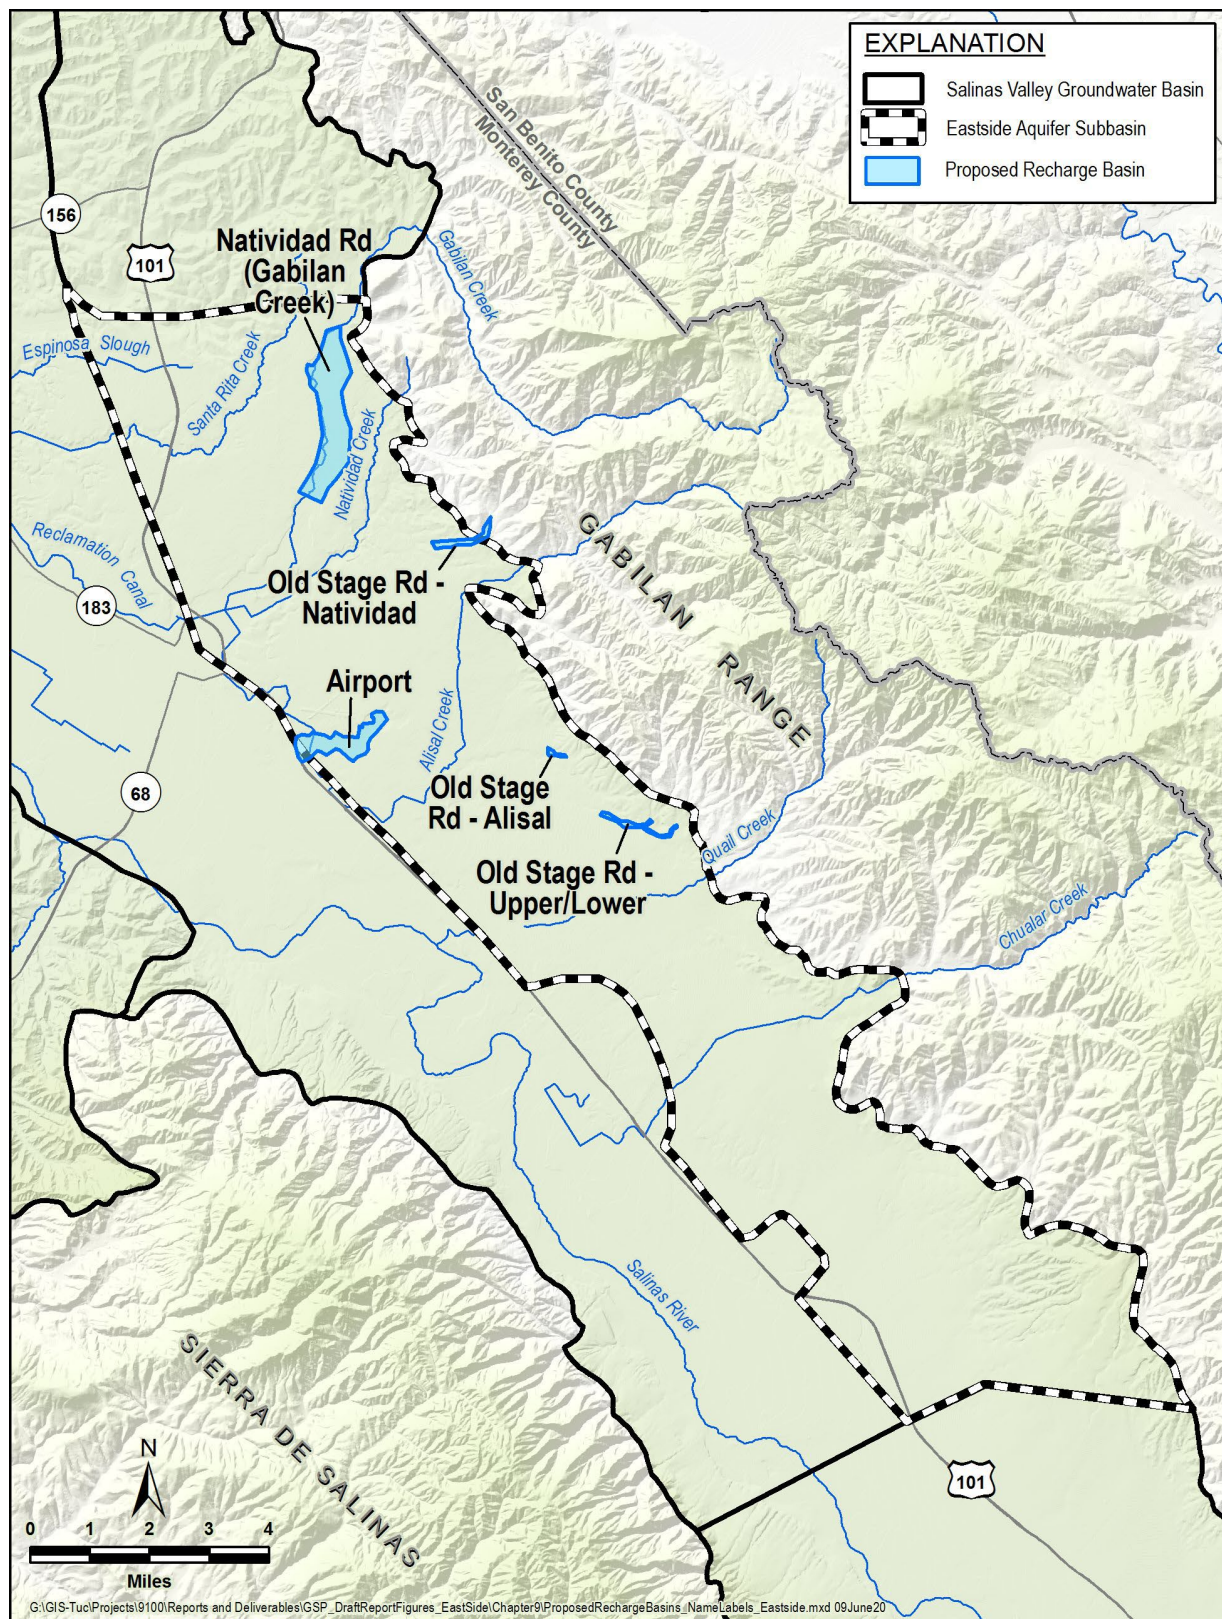 EXPLANATION
Salinas Valley Groundwater Basin
Eastside Aquifer Subbasin
Proposed Recharge Basin
San Benito County
Monterey County
156
101
Natividad Rd
(Gabilan
Creek)
Gabilan Creek
Espinosa Slough
Santa Rita Creek
Natividad Creek
Reclamation Canal
183
Old Stage Rd -
Natividad
GABILAN RANGE
Airport
Alisal Creek
68
Old Stage
Rd - Alisal
Old Stage Rd -
Upper/Lower
Quail Creek
Chualar Creek
Salinas River
SIERRA DE SALINAS
101
N
0 1 2 3 4
Miles
G:\GIS-Tuc\Projects\9100\Reports and Deliverables\GSP_DraftReportFigures_EastSide\Chapter9\ProposedRechargeBasins_NameLabels_Eastside.mxd 09June20